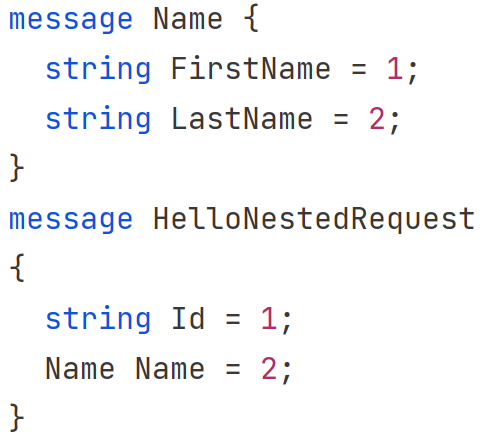 message Name {
  string FirstName = 1;
  string LastName = 2;
}
message HelloNestedRequest
{
  string Id = 1;
  Name Name = 2;
}